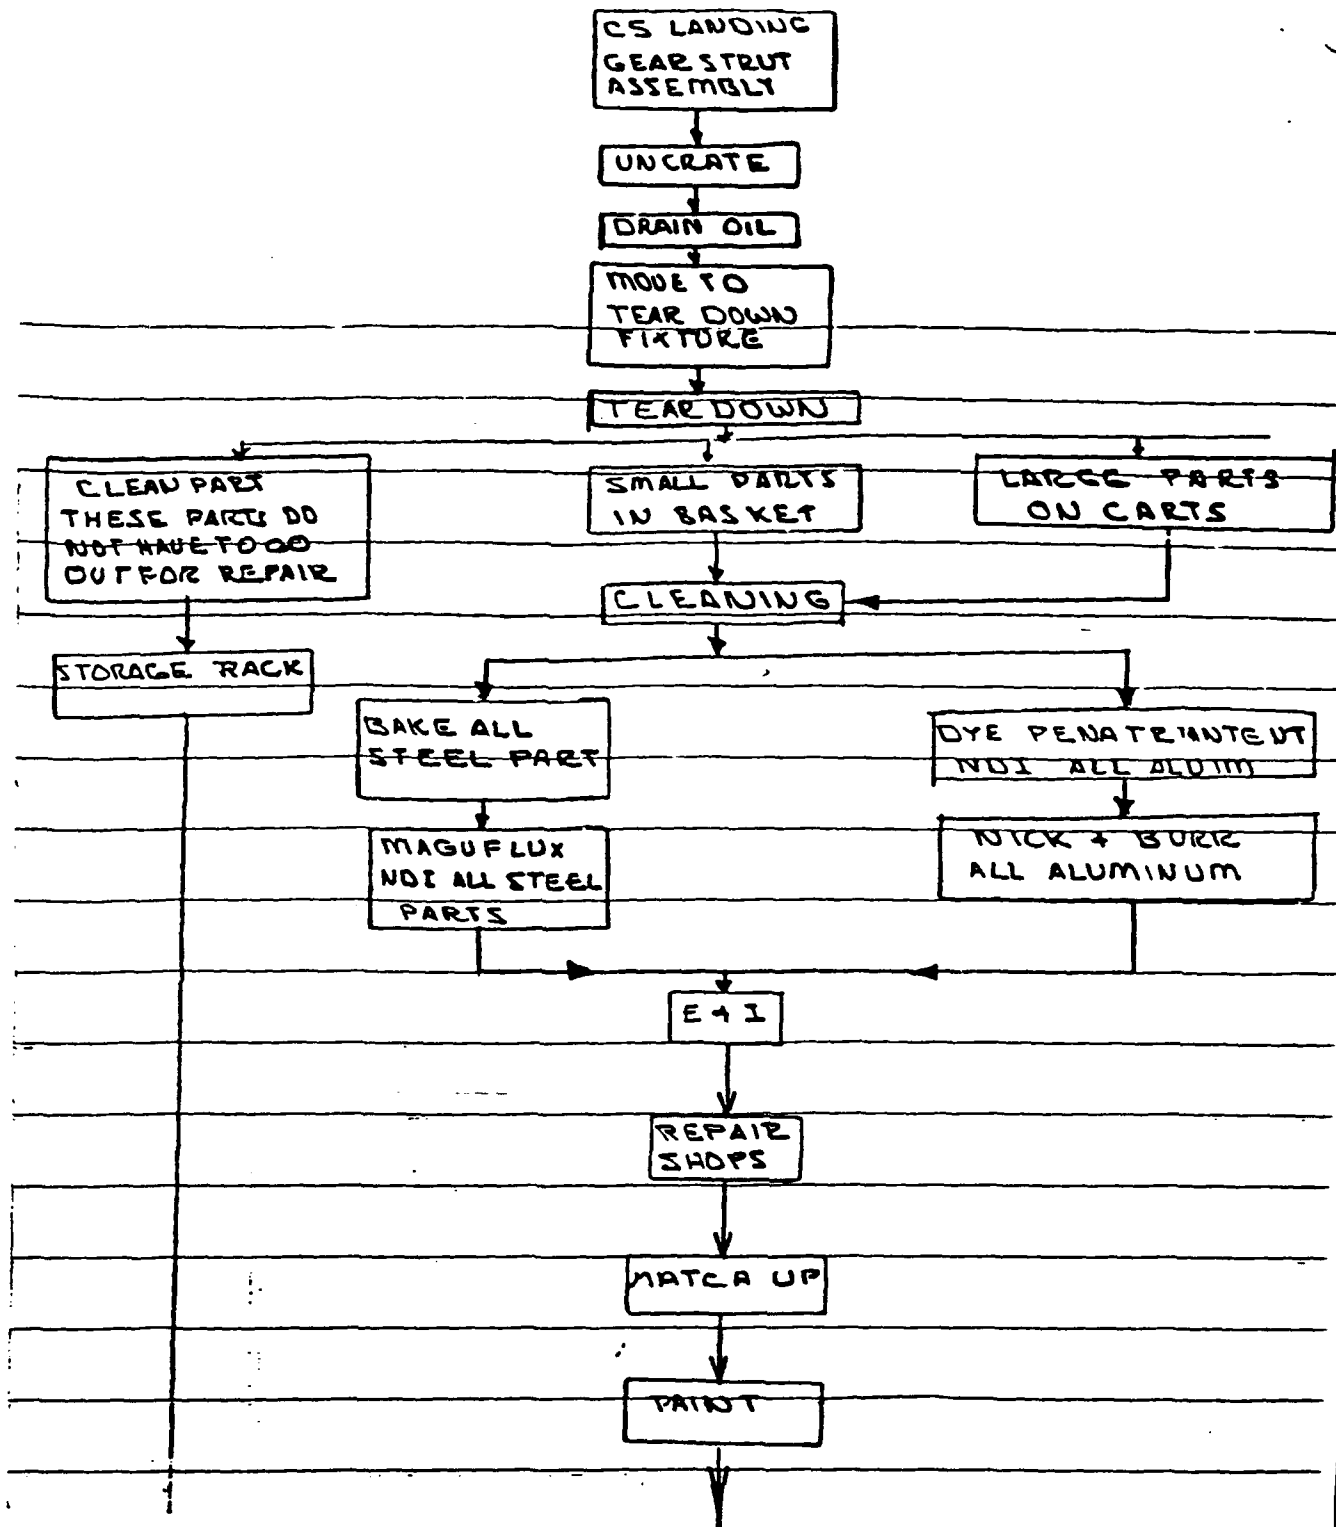 C5 LANDING
GEAR STRUT
ASSEMBLY
UNCRATE
DRAIN OIL
MOVE TO
TEAR DOWN
FIXTURE
TEAR DOWN
CLEAN PART
THESE PARTS DO
NOT HAVE TO GO
OUT FOR REPAIR
SMALL PARTS
IN BASKET
LARGE PARTS
ON CARTS
CLEANING
STORAGE RACK
BAKE ALL
STEEL PART
DYE
NDI ALL ALUIM
MAGUFLUX
NDI ALL STEEL
PARTS
NICK + BURR
ALL ALUMINUM
E & I
REPAIR
SHOPS
MATCH UP
PAINT